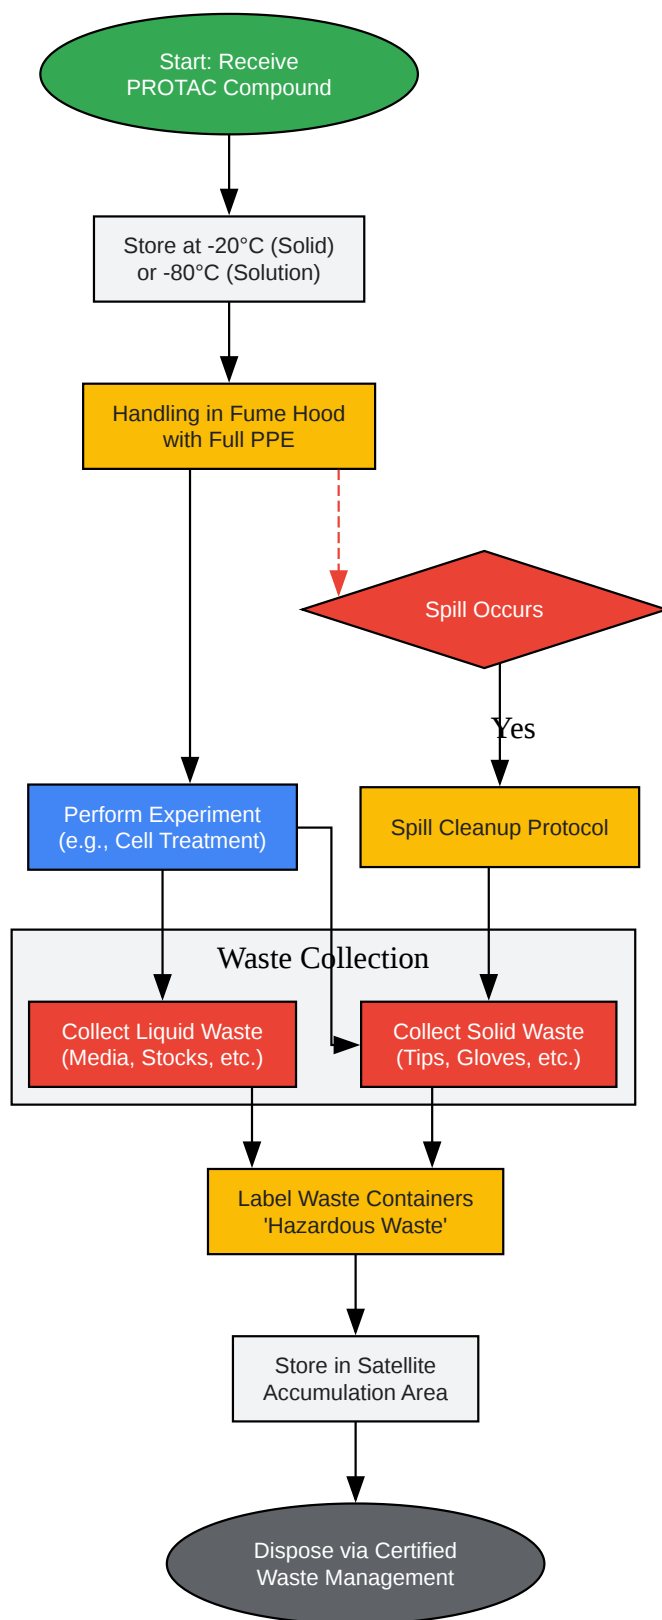 Start: Receive
PROTAC Compound
Store at -20°C (Solid)
or -80°C (Solution)
Handling in Fume Hood
with Full PPE
Spill Occurs
Yes
Perform Experiment
(e.g., Cell Treatment)
Spill Cleanup Protocol
Waste Collection
Collect Liquid Waste
(Media, Stocks, etc.)
Collect Solid Waste
(Tips, Gloves, etc.)
Label Waste Containers
'Hazardous Waste'
Store in Satellite
Accumulation Area
Dispose via Certified
Waste Management